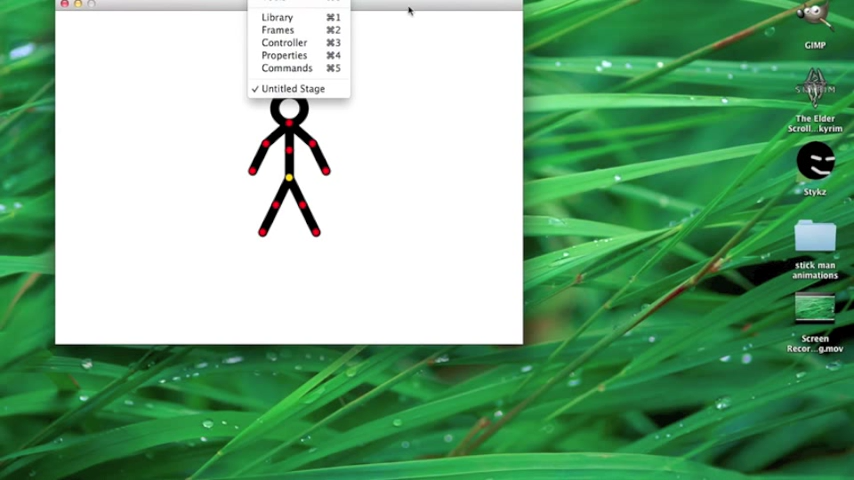 Library ⌘1
Frames ⌘2
Controller ⌘3
Properties ⌘4
Commands ⌘5
✓ Untitled Stage
GIMP
The Elder
Scroll...kyrim
Stykz
stick man
animations
Screen
Recor...g.mov